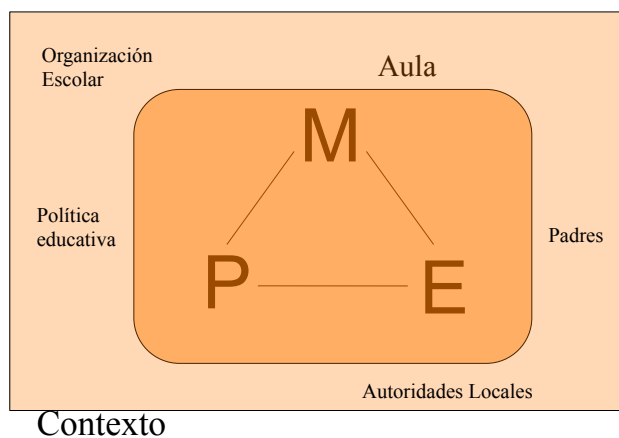 Organización
Escolar
Aula
M
Política
educativa
Padres
P
E
Autoridades Locales
Contexto